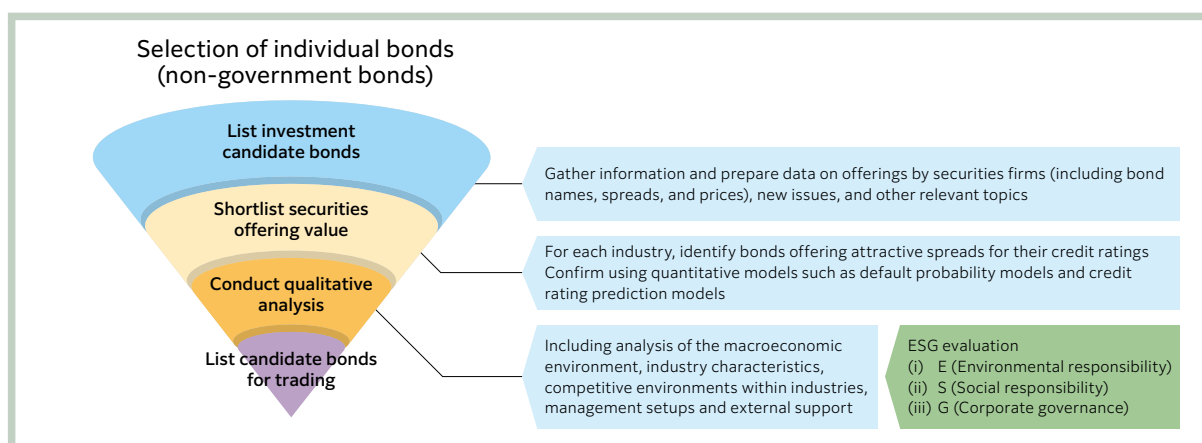 Selection of individual bonds
(non-government bonds)
List investment
candidate bonds
Gather information and prepare data on offerings by securities firms (including bond
names, spreads, and prices), new issues, and other relevant topics
Shortlist securities
offering value
For each industry, identify bonds offering attractive spreads for their credit ratings
Confirm using quantitative models such as default probability models and credit
rating prediction models
Conduct qualitative
analysis
Including analysis of the macroeconomic
environment, industry characteristics,
competitive environments within industries,
management setups and external support
ESG evaluation
(i) E (Environmental responsibility)
(ii) S (Social responsibility)
(iii) G (Corporate governance)
List candidate bonds
for trading